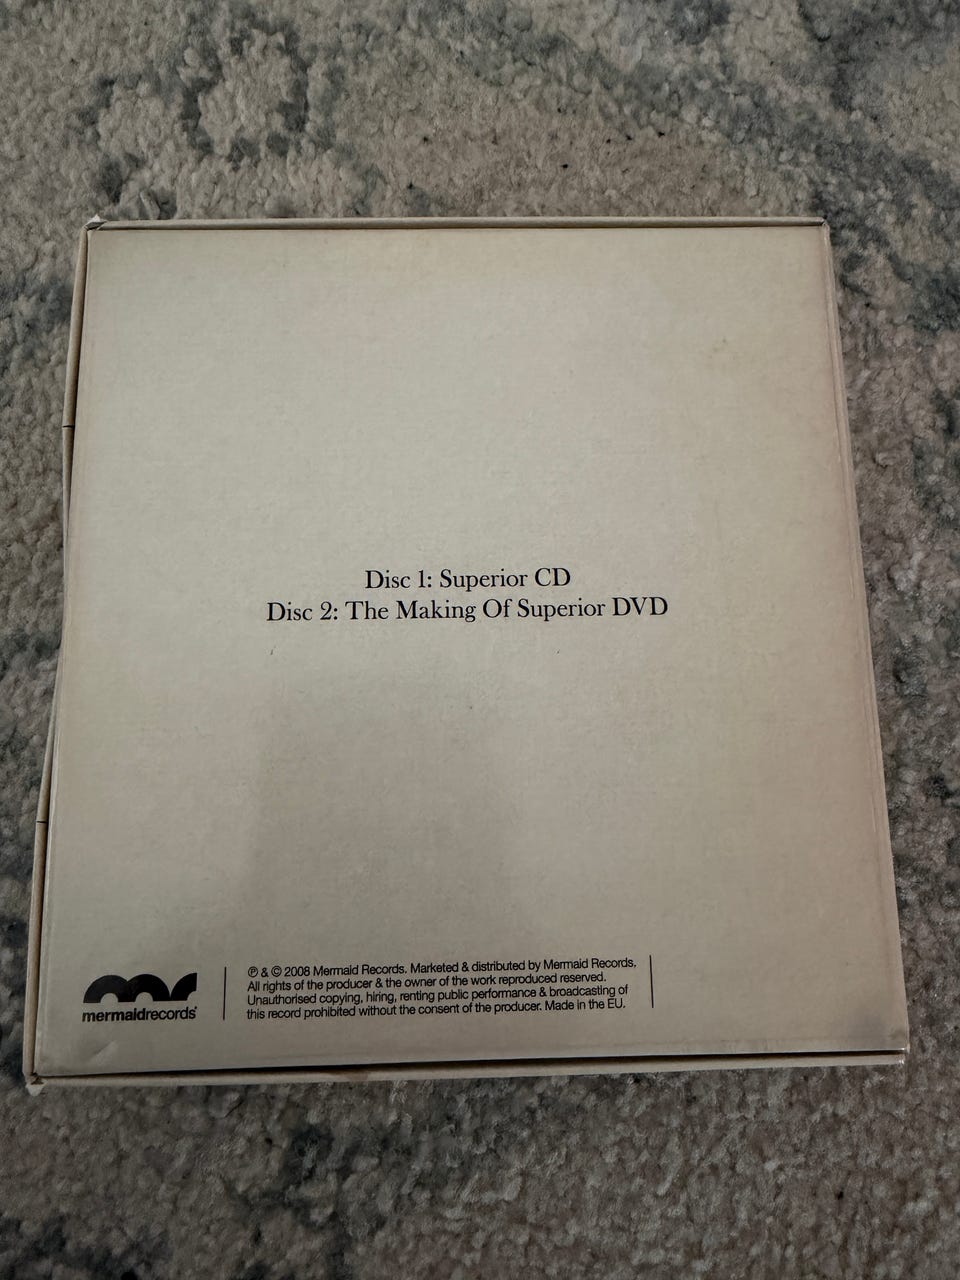 Disc 1: Superior CD
Disc 2: The Making Of Superior DVD
mermaidrecords
℗ & © 2008 Mermaid Records. Marketed & distributed by Mermaid Records,
All rights of the producer & the owner of the work reproduced reserved.
Unauthorised copying, hiring, renting public performance & broadcasting of
this record prohibited without the consent of the producer. Made in the EU.